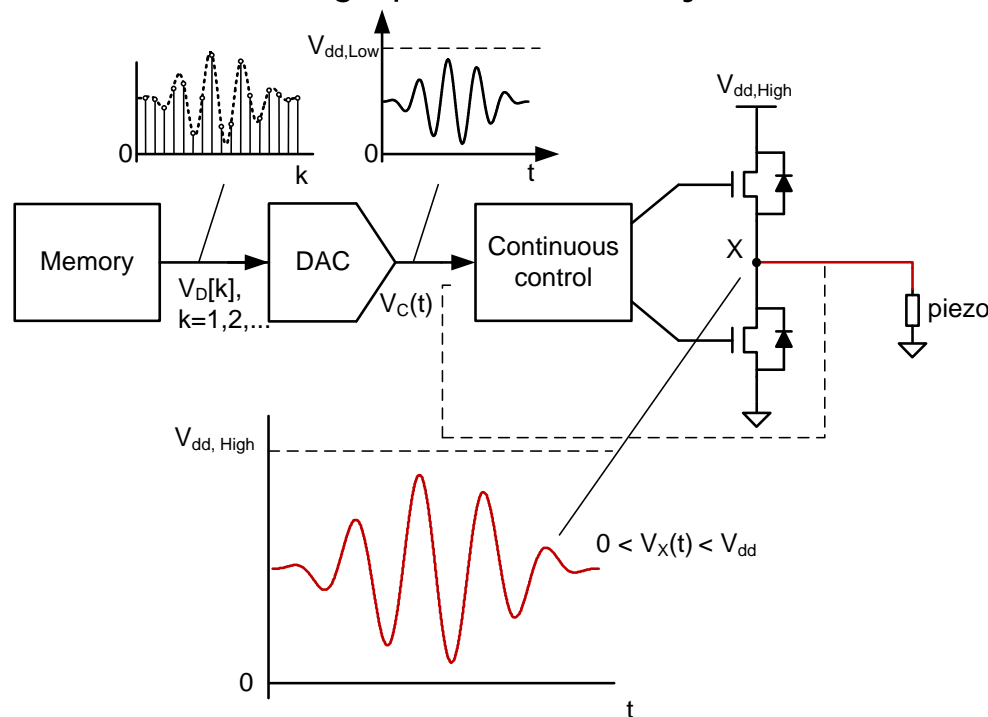 V_dd,Low
V_dd,High
0
k
0
t
Memory
DAC
Continuous
control
X
V_D[k],
k=1,2,...
V_C(t)
piezo
V_dd, High
0 < V_X(t) < V_dd
0
t